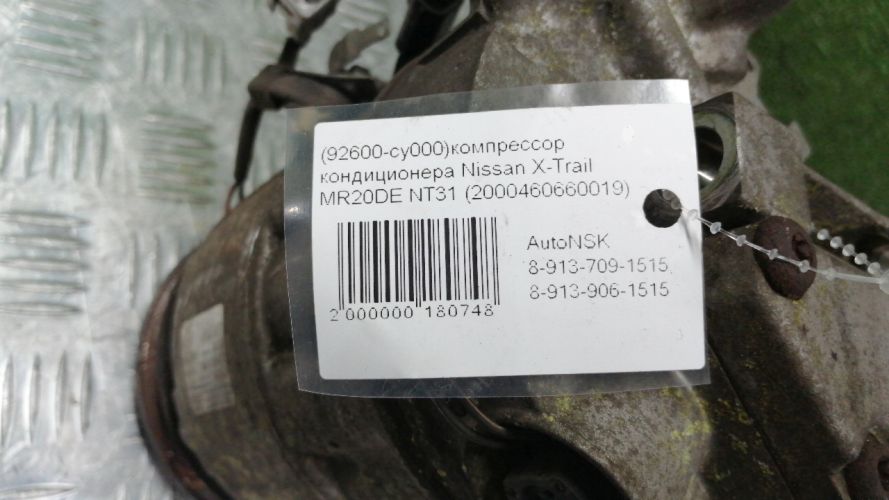 (92600-cy000)компрессор
кондиционера Nissan X-Trail
MR20DE NT31 (2000460660019)
AutoNSK
8-913-709-1515,
8-913-906-1515
2 000000 180748